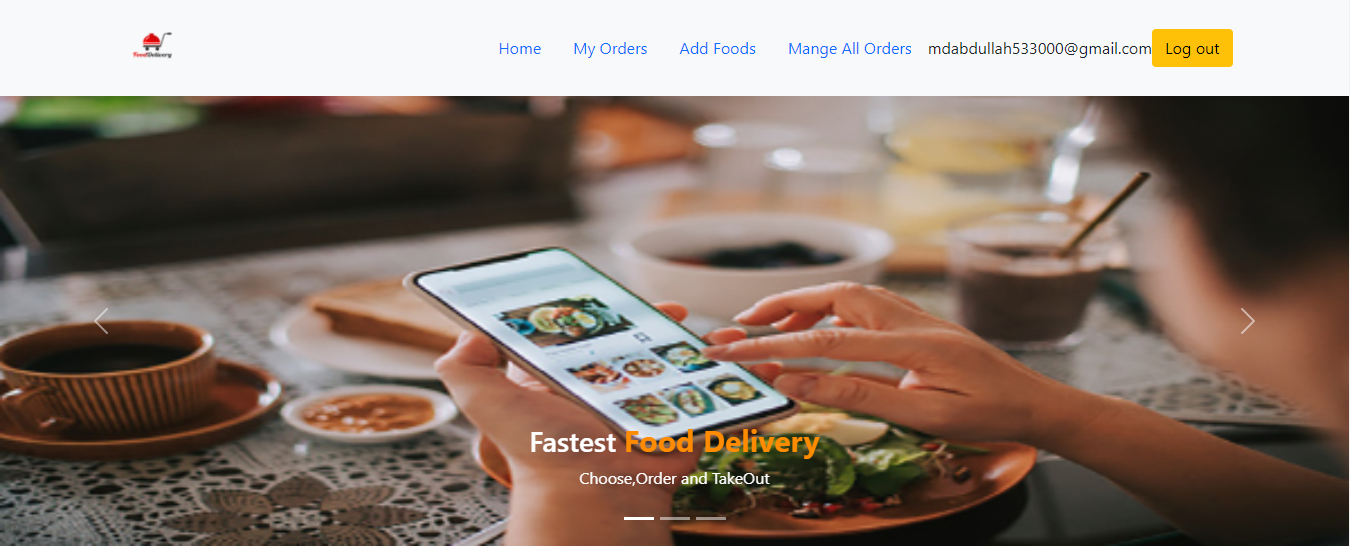 FoodDelivery
Home My Orders Add Foods Mange All Orders mdabdullah533000@gmail.com Log out
Fastest Food Delivery
Choose,Order and TakeOut